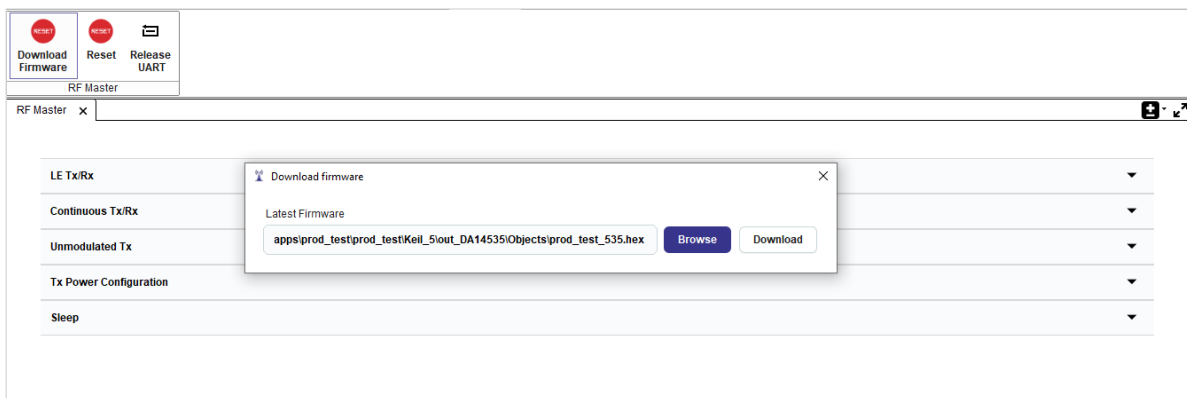 RESET
RESET
Download
Firmware
Reset
Release
UART
RF Master
RF Master
LE Tx/Rx
Download firmware
Latest Firmware
apps\prod_test\prod_test\Keil_5\out_DA14535\Objects\prod_test_535.hex
Browse
Download
Continuous Tx/Rx
Unmodulated Tx
Tx Power Configuration
Sleep